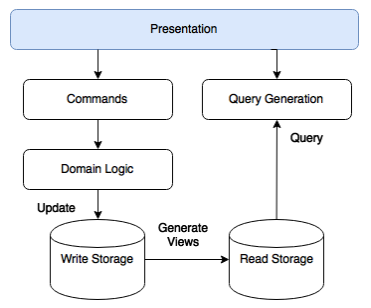 Presentation
Commands
Query Generation
Query
Domain Logic
Update
Generate
Views
Write Storage
Read Storage